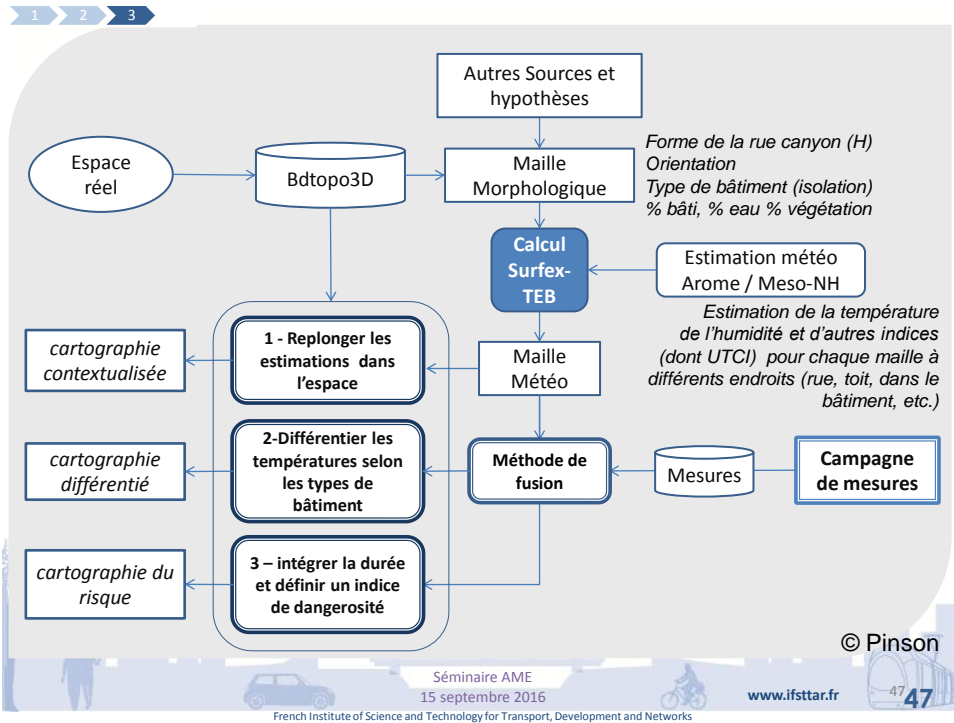 1 2 3
Autres Sources et
hypothèses
Espace
réel
Bdtopo3D
Maille
Morphologique
Forme de la rue canyon (H)
Orientation
Type de bâtiment (isolation)
% bâti, % eau % végétation
Calcul
Surfex-
TEB
Estimation météo
Arome / Meso-NH
Estimation de la température
de l'humidité et d'autres indices
(dont UTCI) pour chaque maille à
différents endroits (rue, toit, dans le
bâtiment, etc.)
cartographie
contextualisée
1 - Replonger les
estimations dans
l'espace
Maille
Météo
cartographie
différentié
2-Différentier les
températures selon
les types de
bâtiment
Méthode de
fusion
Mesures
Campagne
de mesures
cartographie du
risque
3 – intégrer la durée
et définir un indice
de dangerosité
© Pinson
Séminaire AME
15 septembre 2016
www.ifsttar.fr
47
47
French Institute of Science and Technology for Transport, Development and Networks